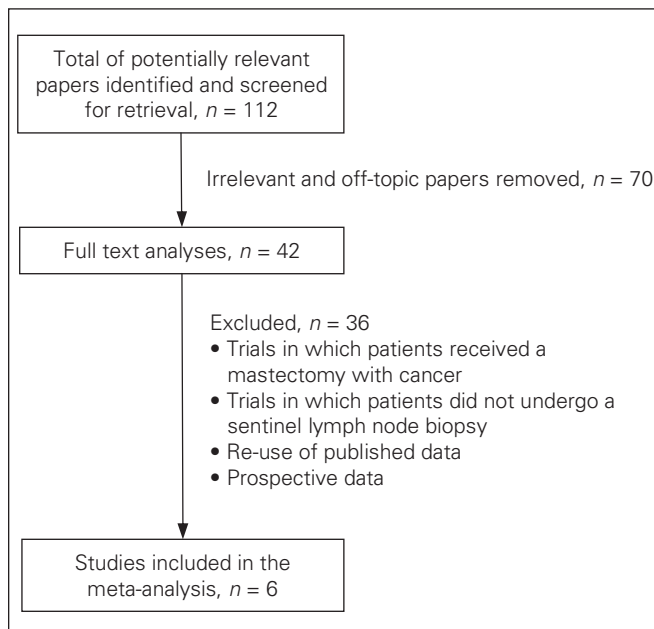 Total of potentially relevant
papers identified and screened
for retrieval, n = 112
Irrelevant and off-topic papers removed, n = 70
Full text analyses, n = 42
Excluded, n = 36
• Trials in which patients received a
mastectomy with cancer
• Trials in which patients did not undergo a
sentinel lymph node biopsy
• Re-use of published data
• Prospective data
Studies included in the
meta-analysis, n = 6